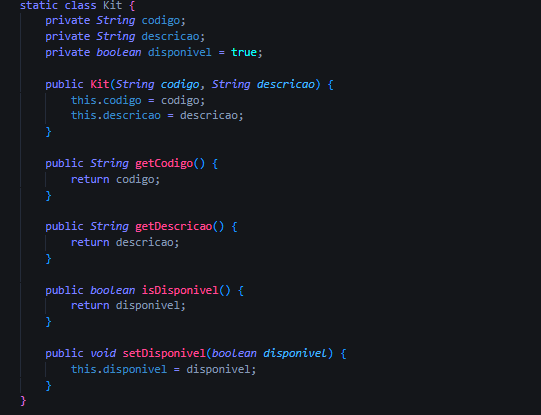 static class Kit {
    private String codigo;
    private String descricao;
    private boolean disponivel = true;

    public Kit(String codigo, String descricao) {
        this.codigo = codigo;
        this.descricao = descricao;
    }

    public String getCodigo() {
        return codigo;
    }

    public String getDescricao() {
        return descricao;
    }

    public boolean isDisponivel() {
        return disponivel;
    }

    public void setDisponivel(boolean disponivel) {
        this.disponivel = disponivel;
    }
}